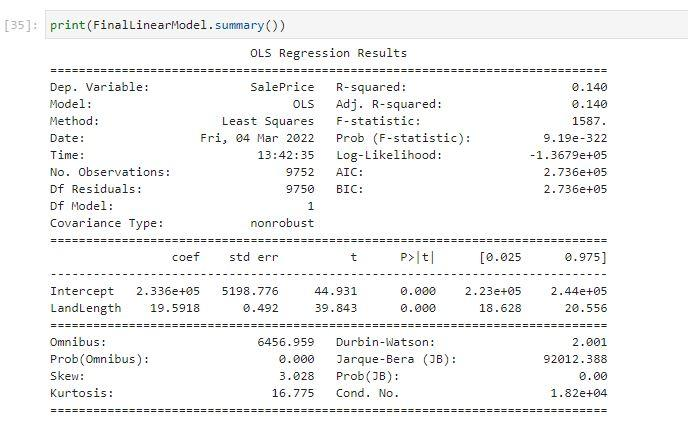 [35]: print(FinalLinearModel.summary())
OLS Regression Results
==============================================================================
Dep. Variable: SalePrice R-squared: 0.140
Model: OLS Adj. R-squared: 0.140
Method: Least Squares F-statistic: 1587.
Date: Fri, 04 Mar 2022 Prob (F-statistic): 9.19e-322
Time: 13:42:35 Log-Likelihood: -1.3679e+05
No. Observations: 9752 AIC: 2.736e+05
Df Residuals: 9750 BIC: 2.736e+05
Df Model: 1
Covariance Type: nonrobust
==============================================================================
coef std err t P>|t| [0.025 0.975]
------------------------------------------------------------------------------
Intercept 2.336e+05 5198.776 44.931 0.000 2.23e+05 2.44e+05
LandLength 19.5918 0.492 39.843 0.000 18.628 20.556
==============================================================================
Omnibus: 6456.959 Durbin-Watson: 2.001
Prob(Omnibus): 0.000 Jarque-Bera (JB): 92012.388
Skew: 3.028 Prob(JB): 0.00
Kurtosis: 16.775 Cond. No. 1.82e+04
==============================================================================